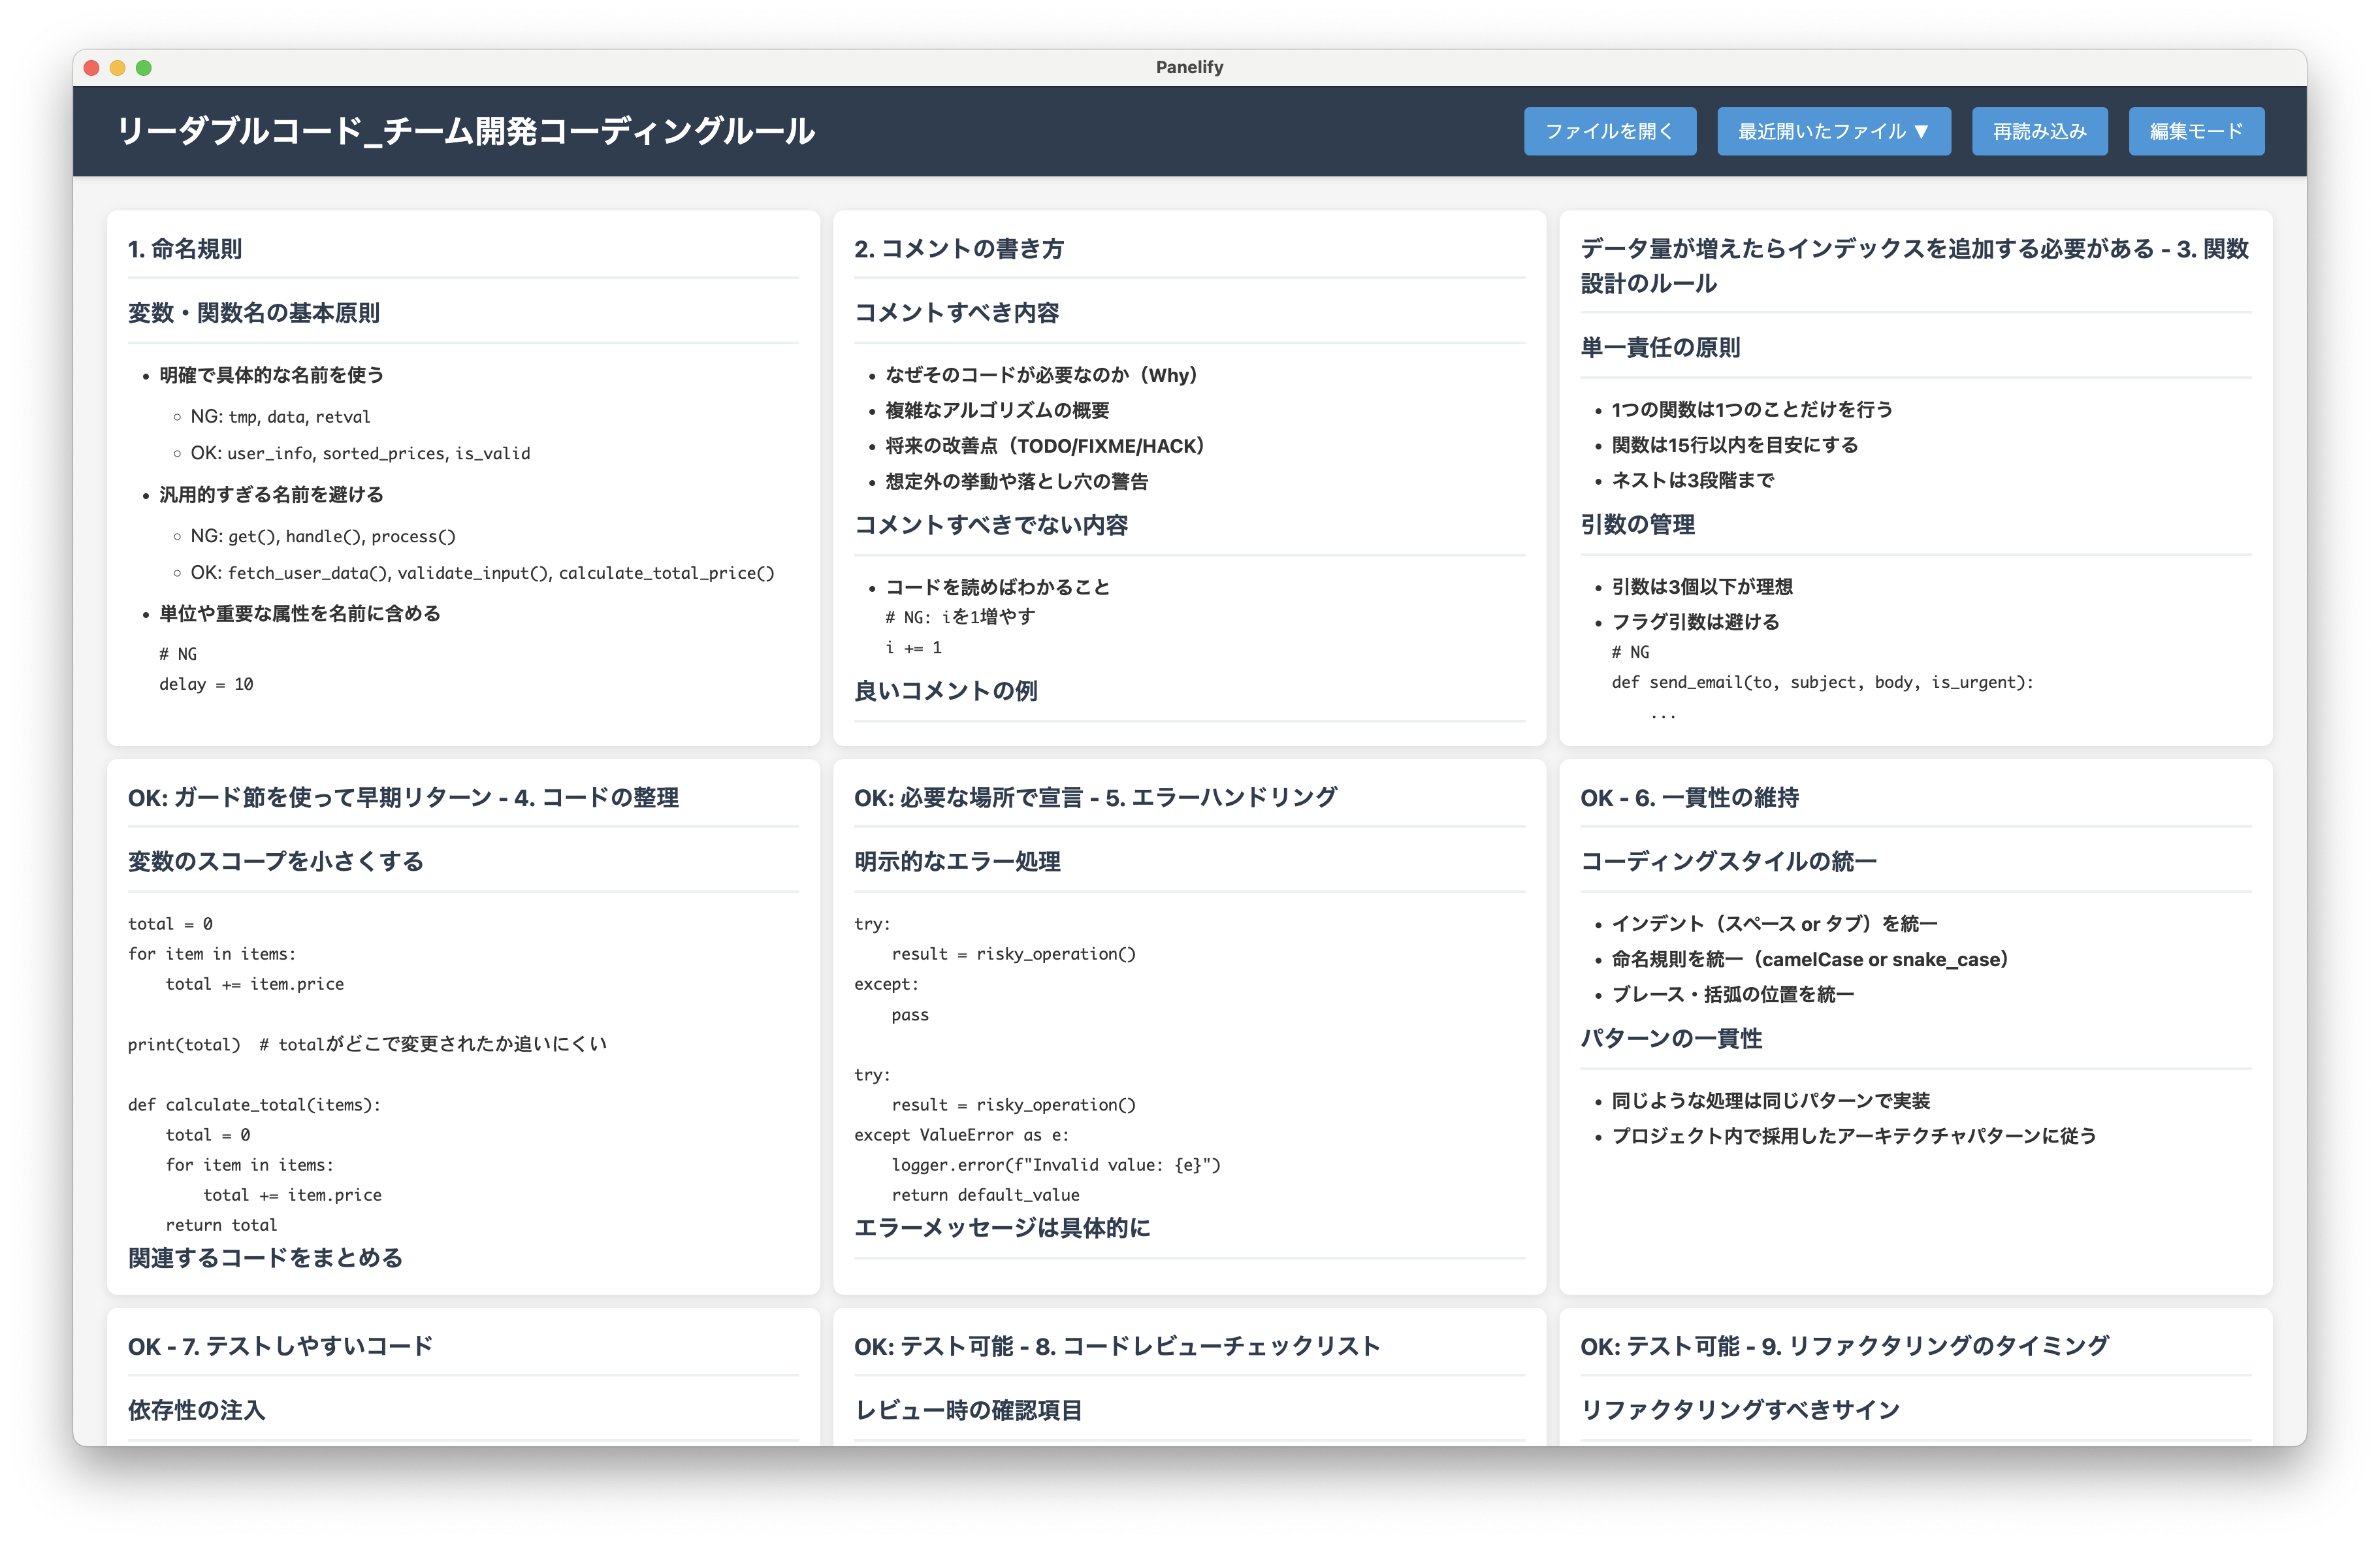 Panelify
リーダブルコード_チーム開発コーディングルール
ファイルを開く
最近開いたファイル ▼
再読み込み
編集モード
1. 命名規則
変数・関数名の基本原則
• 明確で具体的な名前を使う
◦ NG: tmp, data, retval
◦ OK: user_info, sorted_prices, is_valid
• 汎用的すぎる名前を避ける
◦ NG: get(), handle(), process()
◦ OK: fetch_user_data(), validate_input(), calculate_total_price()
• 単位や重要な属性を名前に含める
# NG
delay = 10
2. コメントの書き方
コメントすべき内容
• なぜそのコードが必要なのか（Why）
• 複雑なアルゴリズムの概要
• 将来の改善点（TODO/FIXME/HACK）
• 想定外の挙動や落とし穴の警告
コメントすべきでない内容
• コードを読めばわかること
# NG: iを1増やす
i += 1
良いコメントの例
データ量が増えたらインデックスを追加する必要がある - 3. 関数
設計のルール
単一責任の原則
• 1つの関数は1つのことだけを行う
• 関数は15行以内を目安にする
• ネストは3段階まで
引数の管理
• 引数は3個以下が理想
• フラグ引数は避ける
# NG
def send_email(to, subject, body, is_urgent):
    ...
OK: ガード節を使って早期リターン - 4. コードの整理
変数のスコープを小さくする
total = 0
for item in items:
    total += item.price
print(total)  # totalがどこで変更されたか追いにくい
def calculate_total(items):
    total = 0
    for item in items:
        total += item.price
    return total
関連するコードをまとめる
OK: 必要な場所で宣言 - 5. エラーハンドリング
明示的なエラー処理
try:
    result = risky_operation()
except:
    pass
try:
    result = risky_operation()
except ValueError as e:
    logger.error(f"Invalid value: {e}")
    return default_value
エラーメッセージは具体的に
OK - 6. 一貫性の維持
コーディングスタイルの統一
• インデント（スペース or タブ）を統一
• 命名規則を統一（camelCase or snake_case）
• ブレース・括弧の位置を統一
パターンの一貫性
• 同じような処理は同じパターンで実装
• プロジェクト内で採用したアーキテクチャパターンに従う
OK - 7. テストしやすいコード
依存性の注入
OK: テスト可能 - 8. コードレビューチェックリスト
レビュー時の確認項目
OK: テスト可能 - 9. リファクタリングのタイミング
リファクタリングすべきサイン